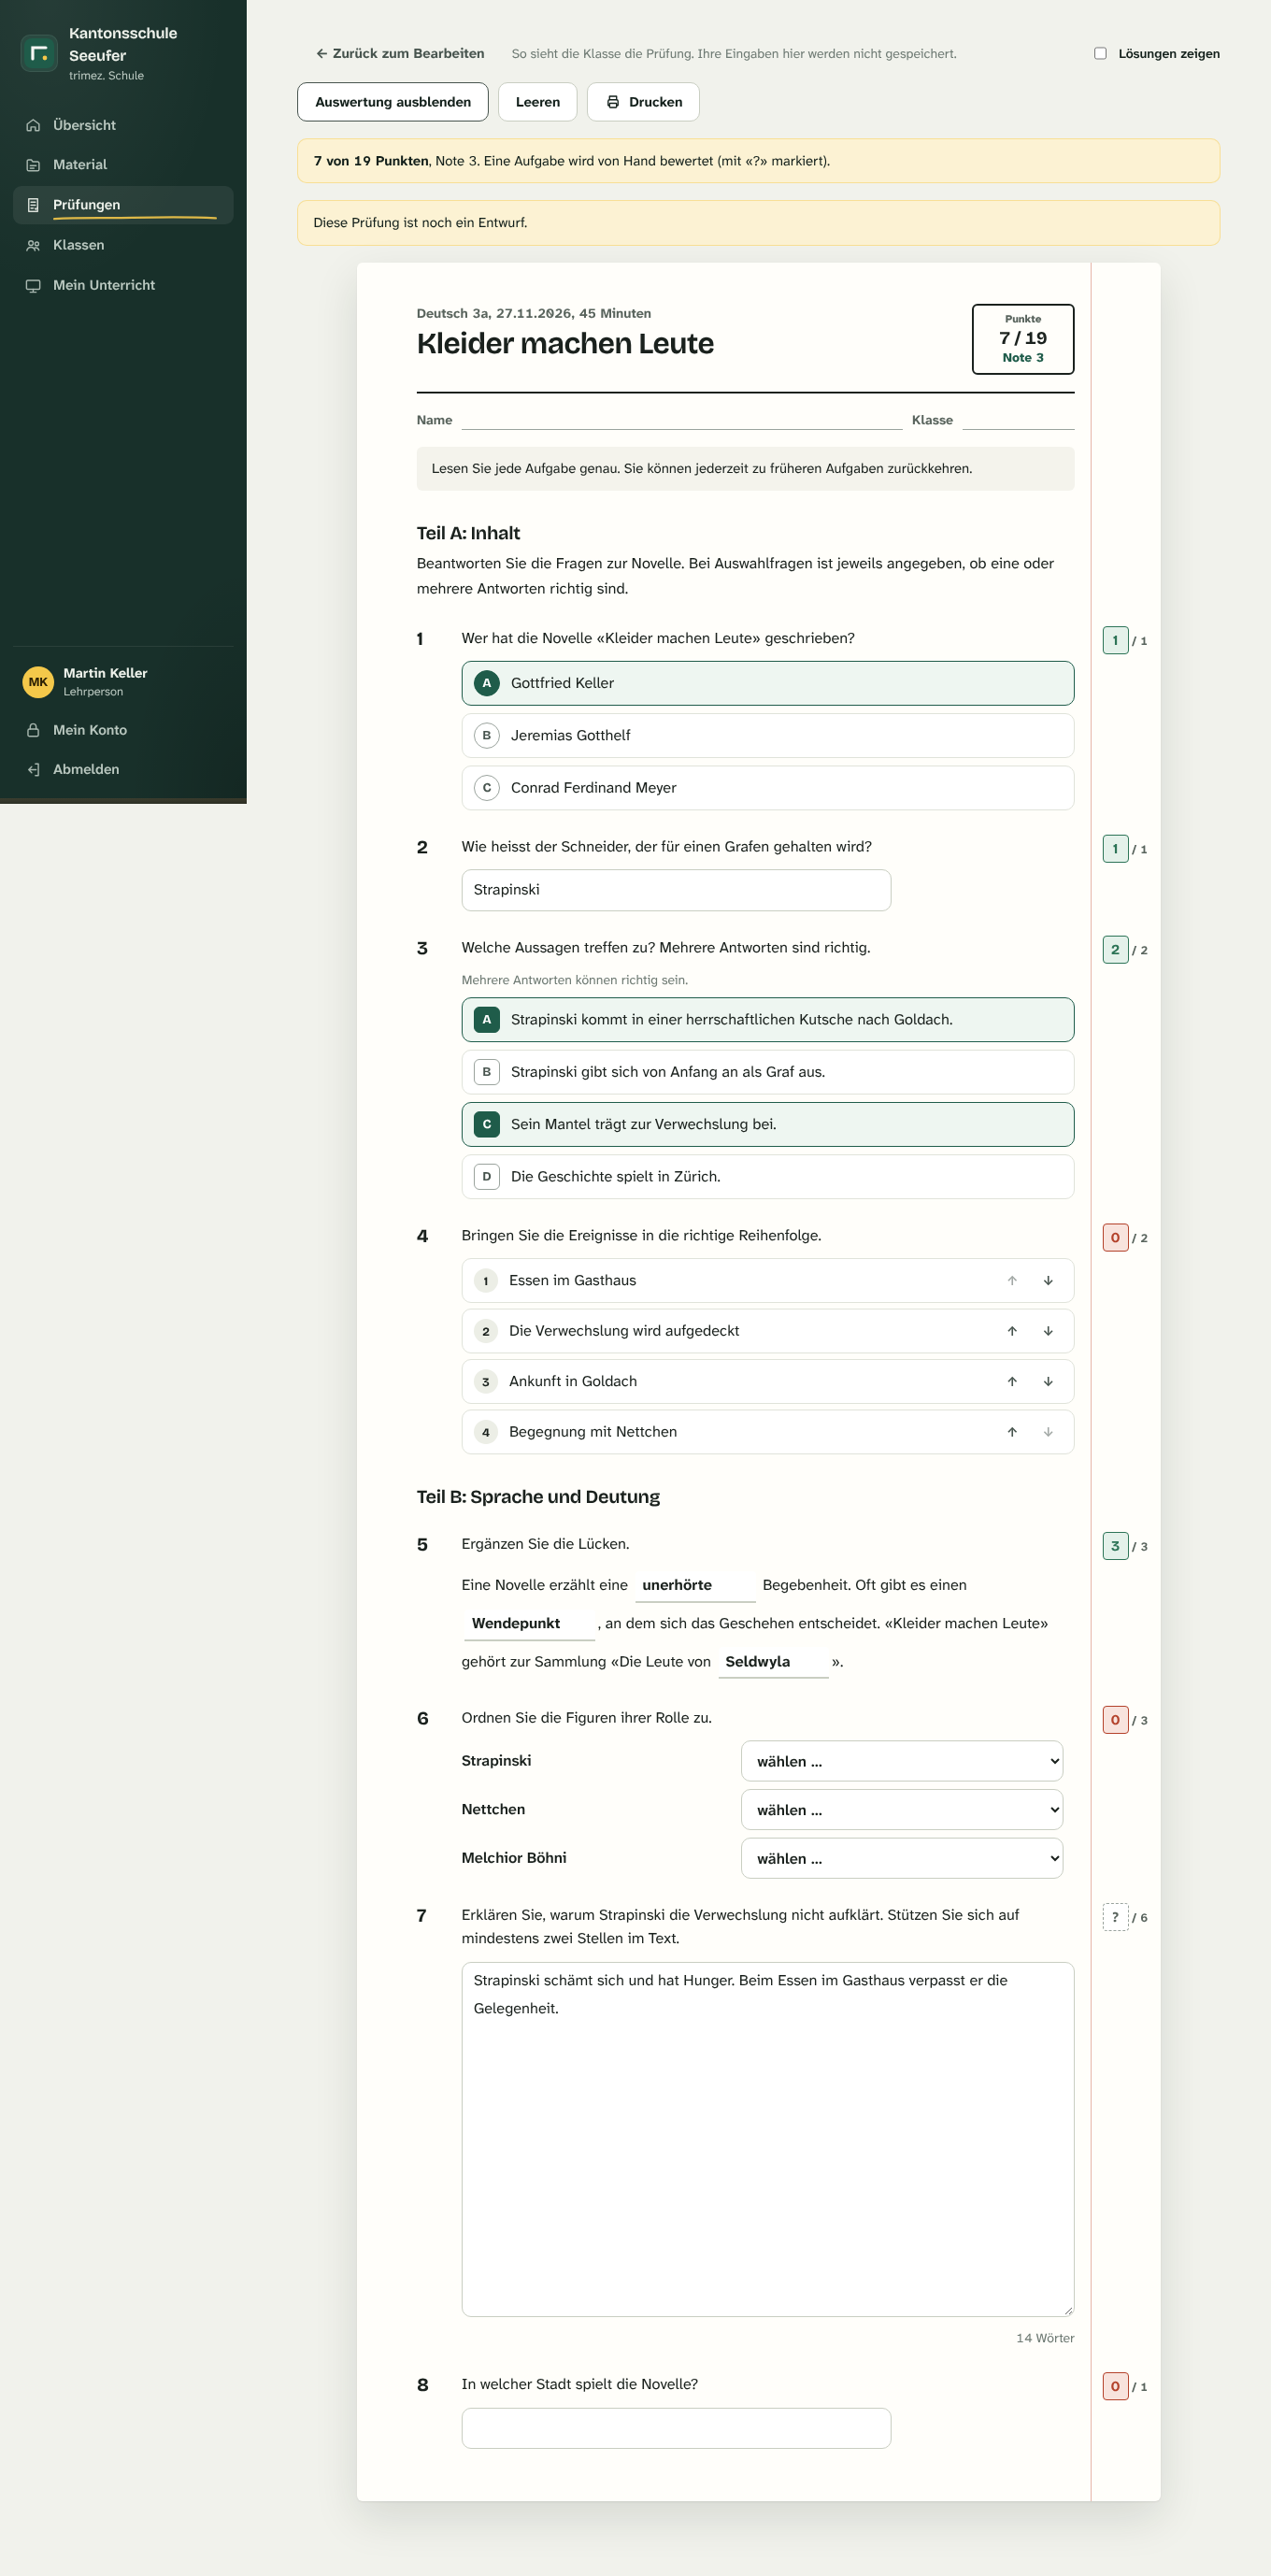 Kantonsschule
Seeufer
trimez. Schule
Übersicht
Material
Prüfungen
Klassen
Mein Unterricht
MK
Martin Keller
Lehrperson
Mein Konto
Abmelden
← Zurück zum Bearbeiten
So sieht die Klasse die Prüfung. Ihre Eingaben hier werden nicht gespeichert.
Lösungen zeigen
Auswertung ausblenden
Leeren
Drucken
7 von 19 Punkten, Note 3. Eine Aufgabe wird von Hand bewertet (mit «?» markiert).
Diese Prüfung ist noch ein Entwurf.
Deutsch 3a, 27.11.2026, 45 Minuten
Kleider machen Leute
Punkte
7 / 19
Note 3
Name
Klasse
Lesen Sie jede Aufgabe genau. Sie können jederzeit zu früheren Aufgaben zurückkehren.
Teil A: Inhalt
Beantworten Sie die Fragen zur Novelle. Bei Auswahlfragen ist jeweils angegeben, ob eine oder
mehrere Antworten richtig sind.
1 Wer hat die Novelle «Kleider machen Leute» geschrieben? 1 / 1
A Gottfried Keller
B Jeremias Gotthelf
C Conrad Ferdinand Meyer
2 Wie heisst der Schneider, der für einen Grafen gehalten wird? 1 / 1
Strapinski
3 Welche Aussagen treffen zu? Mehrere Antworten sind richtig. 2 / 2
Mehrere Antworten können richtig sein.
A Strapinski kommt in einer herrschaftlichen Kutsche nach Goldach.
B Strapinski gibt sich von Anfang an als Graf aus.
C Sein Mantel trägt zur Verwechslung bei.
D Die Geschichte spielt in Zürich.
4 Bringen Sie die Ereignisse in die richtige Reihenfolge. 0 / 2
1 Essen im Gasthaus ↑ ↓
2 Die Verwechslung wird aufgedeckt ↑ ↓
3 Ankunft in Goldach ↑ ↓
4 Begegnung mit Nettchen ↑ ↓
Teil B: Sprache und Deutung
5 Ergänzen Sie die Lücken. 3 / 3
Eine Novelle erzählt eine unerhörte Begebenheit. Oft gibt es einen
Wendepunkt , an dem sich das Geschehen entscheidet. «Kleider machen Leute»
gehört zur Sammlung «Die Leute von Seldwyla ».
6 Ordnen Sie die Figuren ihrer Rolle zu. 0 / 3
Strapinski wählen ...
Nettchen wählen ...
Melchior Böhni wählen ...
7 Erklären Sie, warum Strapinski die Verwechslung nicht aufklärt. Stützen Sie sich auf ? / 6
mindestens zwei Stellen im Text.
Strapinski schämt sich und hat Hunger. Beim Essen im Gasthaus verpasst er die
Gelegenheit.
14 Wörter
8 In welcher Stadt spielt die Novelle? 0 / 1